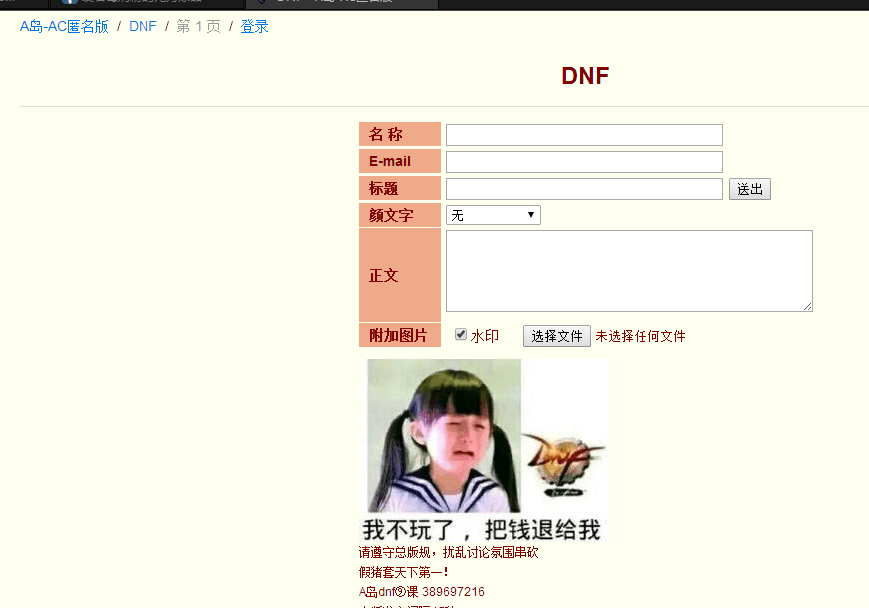 A岛-AC匿名版 / DNF / 第 1 页 / 登录
DNF
名 称
E-mail
标题
送出
颜文字
无
正文
附加图片
水印
选择文件 未选择任何文件
DNF
我不玩了，把钱退给我
请遵守总版规，扰乱讨论氛围串砍
假猪套天下第一！
A岛dnf⑨课 389697216